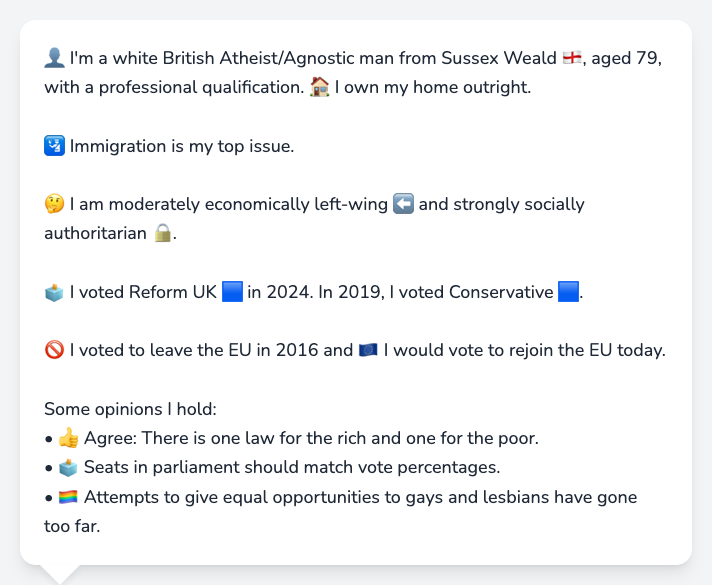 👤 I'm a white British Atheist/Agnostic man from Sussex Weald 🏴󠁧󠁢󠁥󠁮󠁧󠁿, aged 79,
with a professional qualification. 🏠 I own my home outright.
🛂 Immigration is my top issue.
🤔 I am moderately economically left-wing ⬅️ and strongly socially
authoritarian 🔒.
🗳️ I voted Reform UK 🟦 in 2024. In 2019, I voted Conservative 🟦.
🚫 I voted to leave the EU in 2016 and 🇪🇺 I would vote to rejoin the EU today.
Some opinions I hold:
• 👍 Agree: There is one law for the rich and one for the poor.
• 🗳️ Seats in parliament should match vote percentages.
• 🏳️‍🌈 Attempts to give equal opportunities to gays and lesbians have gone
too far.